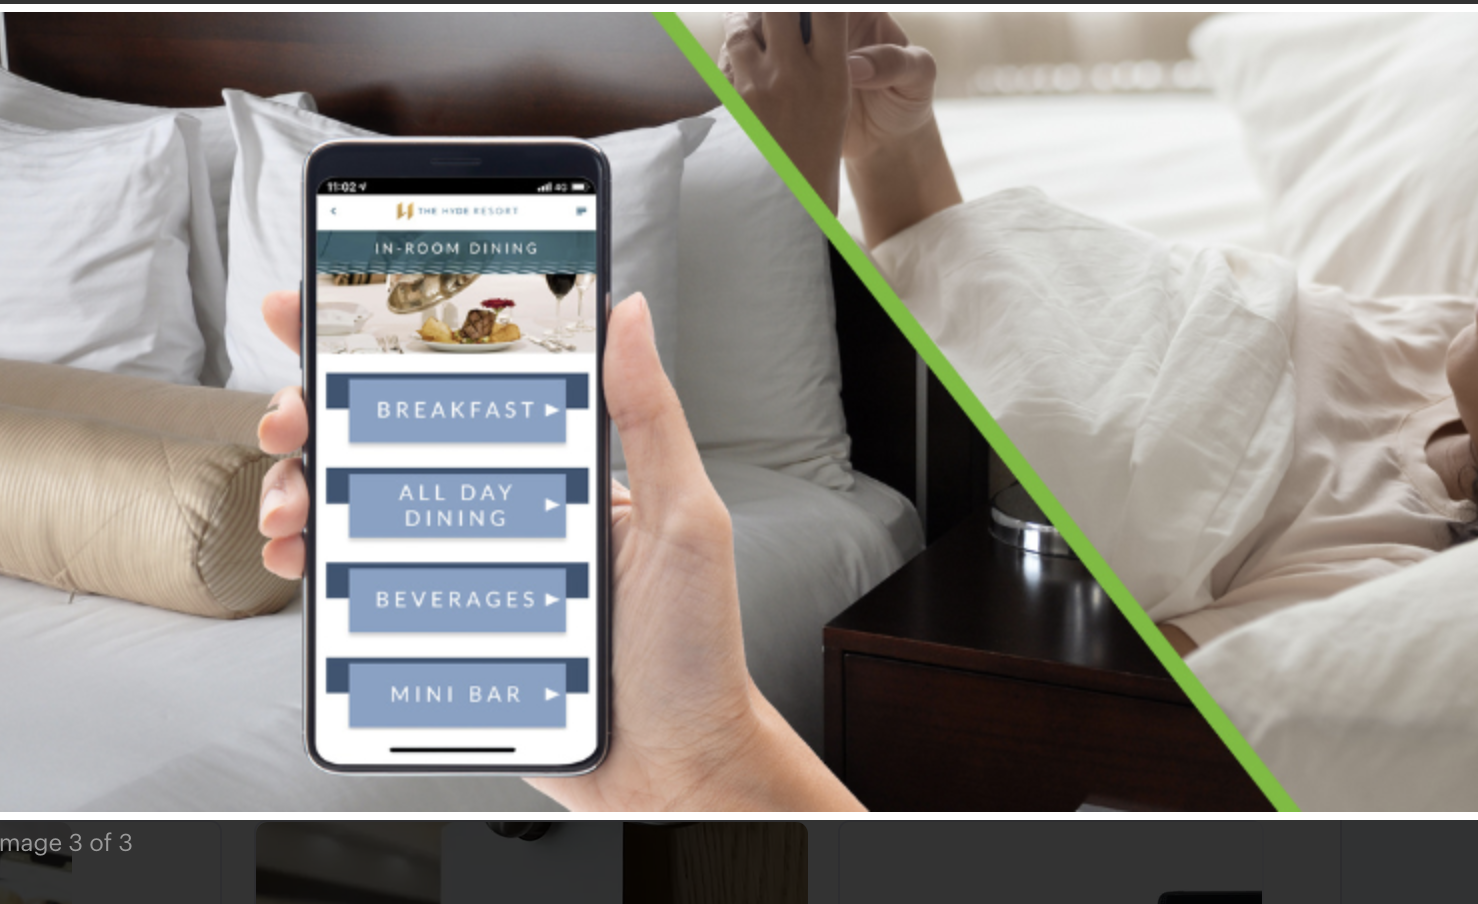 11:02
4G
THE HYDE RESORT
IN-ROOM DINING
BREAKFAST
ALL DAY
DINING
BEVERAGES
MINI BAR
mage 3 of 3